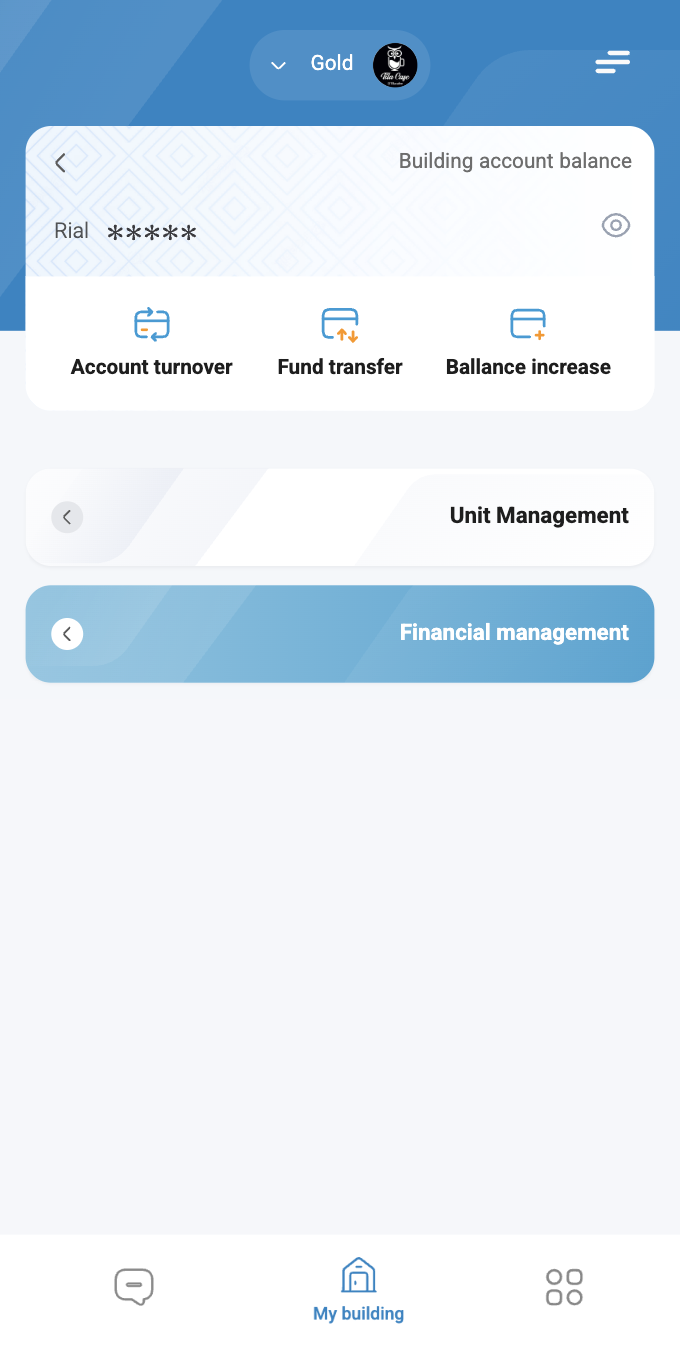 Gold
Building account balance
Rial *****
Account turnover
Fund transfer
Ballance increase
Unit Management
Financial management
My building